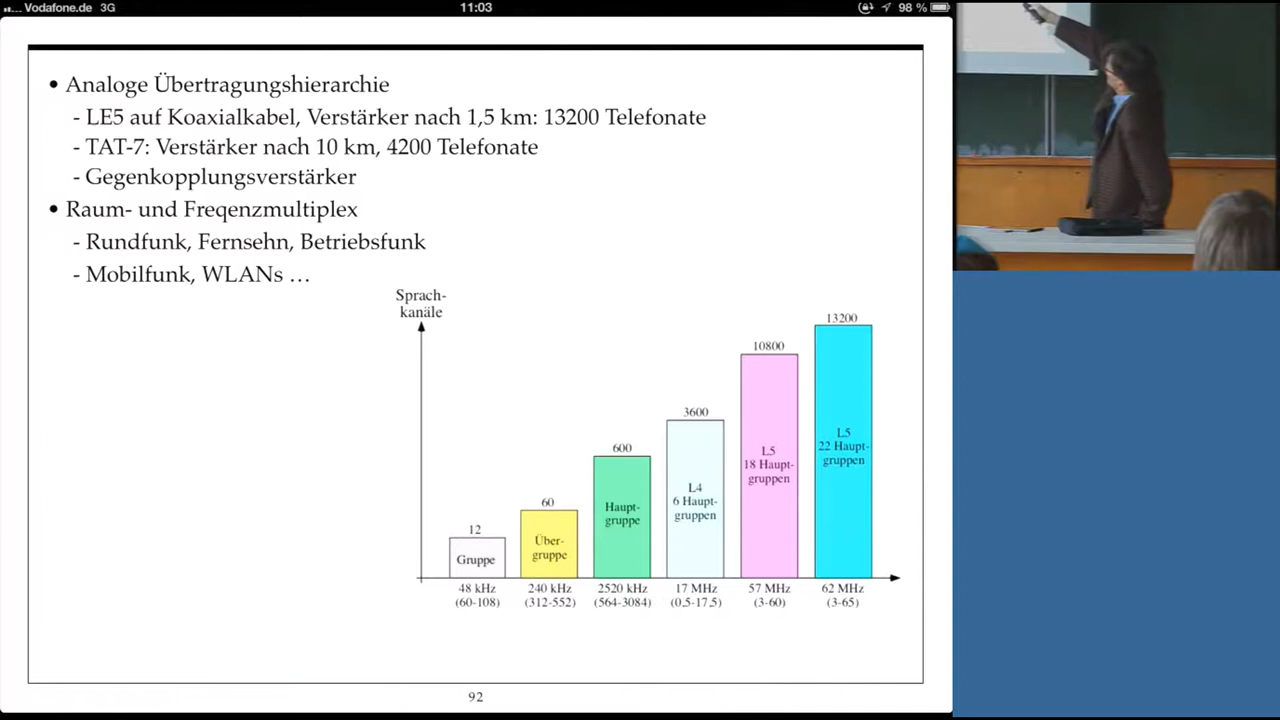 Vodafone.de 3G 11:03 98 %
• Analoge Übertragungshierarchie
- LE5 auf Koaxialkabel, Verstärker nach 1,5 km: 13200 Telefonate
- TAT-7: Verstärker nach 10 km, 4200 Telefonate
- Gegenkopplungsverstärker
• Raum- und Freqenzmultiplex
- Rundfunk, Fernsehn, Betriebsfunk
- Mobilfunk, WLANs …
Sprach-
kanäle
12
60
600
3600
10800
13200
Gruppe
Über-
gruppe
Haupt-
gruppe
L4
6 Haupt-
gruppen
L5
18 Haupt-
gruppen
L5
22 Haupt-
gruppen
48 kHz
(60-108)
240 kHz
(312-552)
2520 kHz
(564-3084)
17 MHz
(0.5-17.5)
57 MHz
(3-60)
62 MHz
(3-65)
92